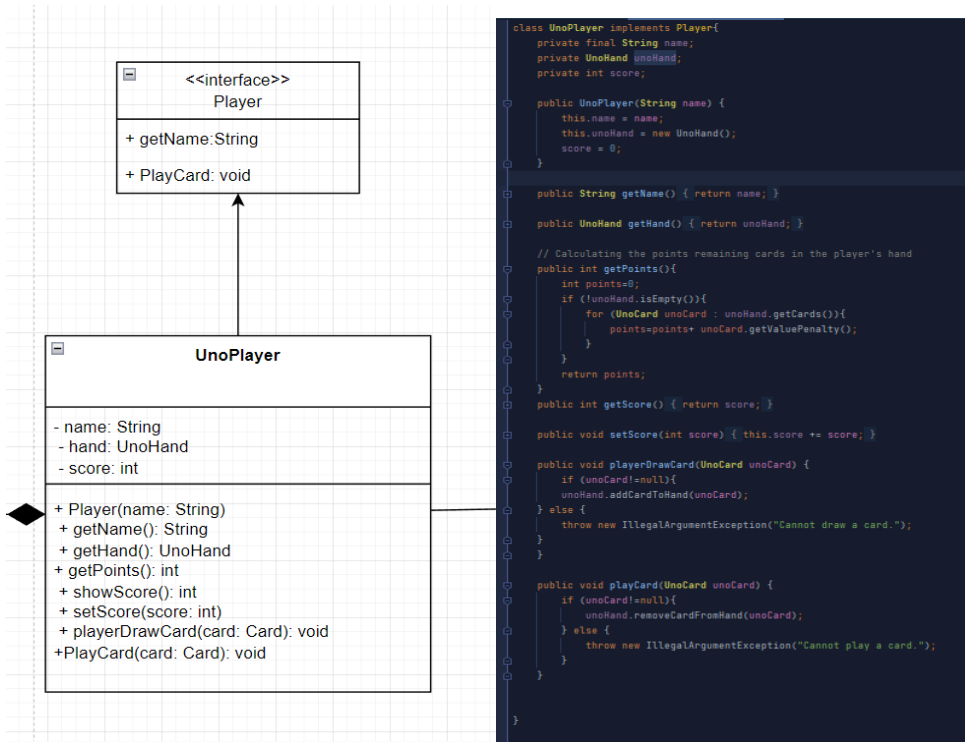 <<interface>>
Player
+ getName:String
+ PlayCard: void
UnoPlayer
- name: String
- hand: UnoHand
- score: int
+ Player(name: String)
+ getName(): String
+ getHand(): UnoHand
+ getPoints(): int
+ showScore(): int
+ setScore(score: int)
+ playerDrawCard(card: Card): void
+PlayCard(card: Card): void
class UnoPlayer implements Player{
private final String name;
private UnoHand unoHand;
private int score;
public UnoPlayer(String name) {
this.name = name;
this.unoHand = new UnoHand();
score = 0;
}
public String getName() { return name; }
public UnoHand getHand() { return unoHand; }
// Calculating the points remaining cards in the player's hand
public int getPoints(){
int points=0;
if (!unoHand.isEmpty()){
for (UnoCard unoCard : unoHand.getCards()){
points=points+ unoCard.getValuePenalty();
}
}
return points;
}
public int getScore() { return score; }
public void setScore(int score) { this.score += score; }
public void playerDrawCard(UnoCard unoCard) {
if (unoCard!=null){
unoHand.addCardToHand(unoCard);
} else {
throw new IllegalArgumentException("Cannot draw a card.");
}
}
public void playCard(UnoCard unoCard) {
if (unoCard!=null){
unoHand.removeCardFromHand(unoCard);
} else {
throw new IllegalArgumentException("Cannot play a card.");
}
}
}